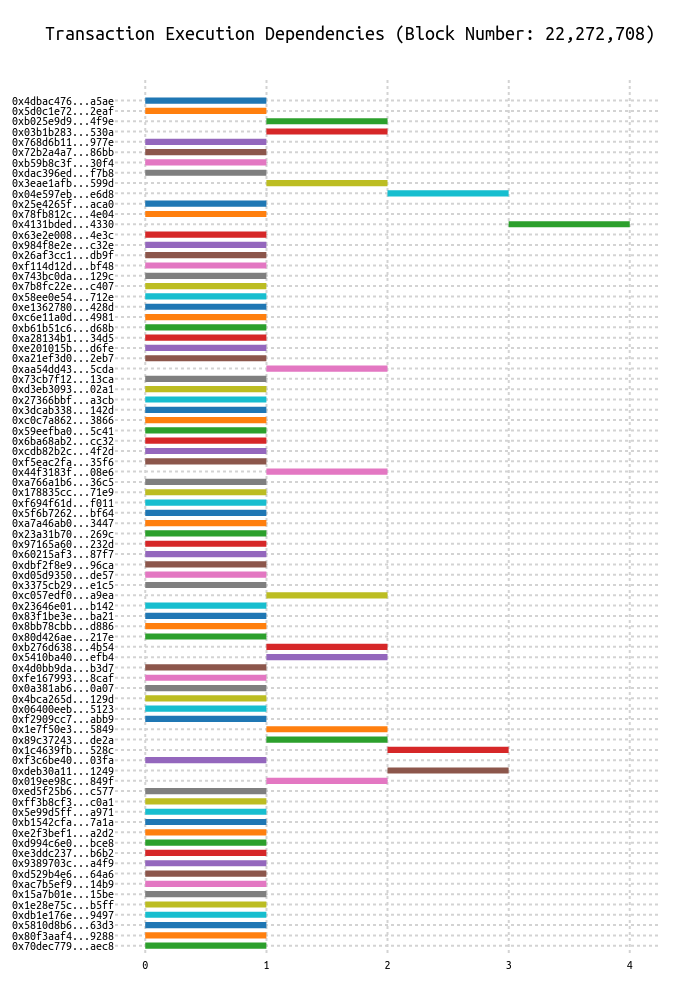 Transaction Execution Dependencies (Block Number: 22,272,708)
0x4dbac476...a5ae
0x5d0c1e72...2eaf
0xb025e9d9...4f9e
0x03b1b283...530a
0x768d6b11...977e
0x72b2a4a7...86bb
0xb59b8c3f...30f4
0xdac396ed...f7b8
0x3eae1afb...599d
0x04e597eb...e6d8
0x25e4265f...aca0
0x78fb812c...4e04
0x4131bded...4330
0x63e2e008...4e3c
0x984f8e2e...c32e
0x26af3cc1...db9f
0xf114d12d...bf48
0x743bc0da...129c
0x7b8fc22e...c407
0x58ee0e54...712e
0xe1362780...428d
0xc6e11a0d...4981
0xb61b51c6...d68b
0xa28134b1...34d5
0xe201015b...d6fe
0xa21ef3d0...2eb7
0xaa54dd43...5cda
0x73cb7f12...13ca
0xd3eb3093...02a1
0x27366bbf...a3cb
0x3dcab338...142d
0xc0c7a862...3866
0x59eefba0...5c41
0x6ba68ab2...cc32
0xcdb82b2c...4f2d
0xf5eac2fa...35f6
0x44f3183f...08e6
0xa766a1b6...36c5
0x178835cc...71e9
0xf694f61d...f011
0x5f6b7262...bf64
0xa7a46ab0...3447
0x23a31b70...269c
0x97165a60...232d
0x60215af3...87f7
0xdbf2f8e9...96ca
0xd05d9350...de57
0x3375cb29...e1c5
0xc057edf0...a9ea
0x23646e01...b142
0x83f1be3e...ba21
0x8bb78cbb...d886
0x80d426ae...217e
0xb276d638...4b54
0x5410ba40...efb4
0x4d0bb9da...b3d7
0xfe167993...8caf
0x0a381ab6...0a07
0x4bca265d...129d
0x06400eeb...5123
0xf2909cc7...abb9
0x1e7f50e3...5849
0x89c37243...de2a
0x1c4639fb...528c
0xf3c6be40...03fa
0xdeb30a11...1249
0x019ee98c...849f
0xed5f25b6...c577
0xff3b8cf3...c0a1
0x5e99d5ff...a971
0xb1542cfa...7a1a
0xe2f3bef1...a2d2
0xd994c6e0...bce8
0xe3ddc237...b6b2
0x9389703c...a4f9
0xd529b4e6...64a6
0xac7b5ef9...14b9
0x15a7b01e...15be
0x1e28e75c...b5ff
0xdb1e176e...9497
0x5810d8b6...63d3
0x80f3aaf4...9288
0x70dec779...aec8
0 1 2 3 4